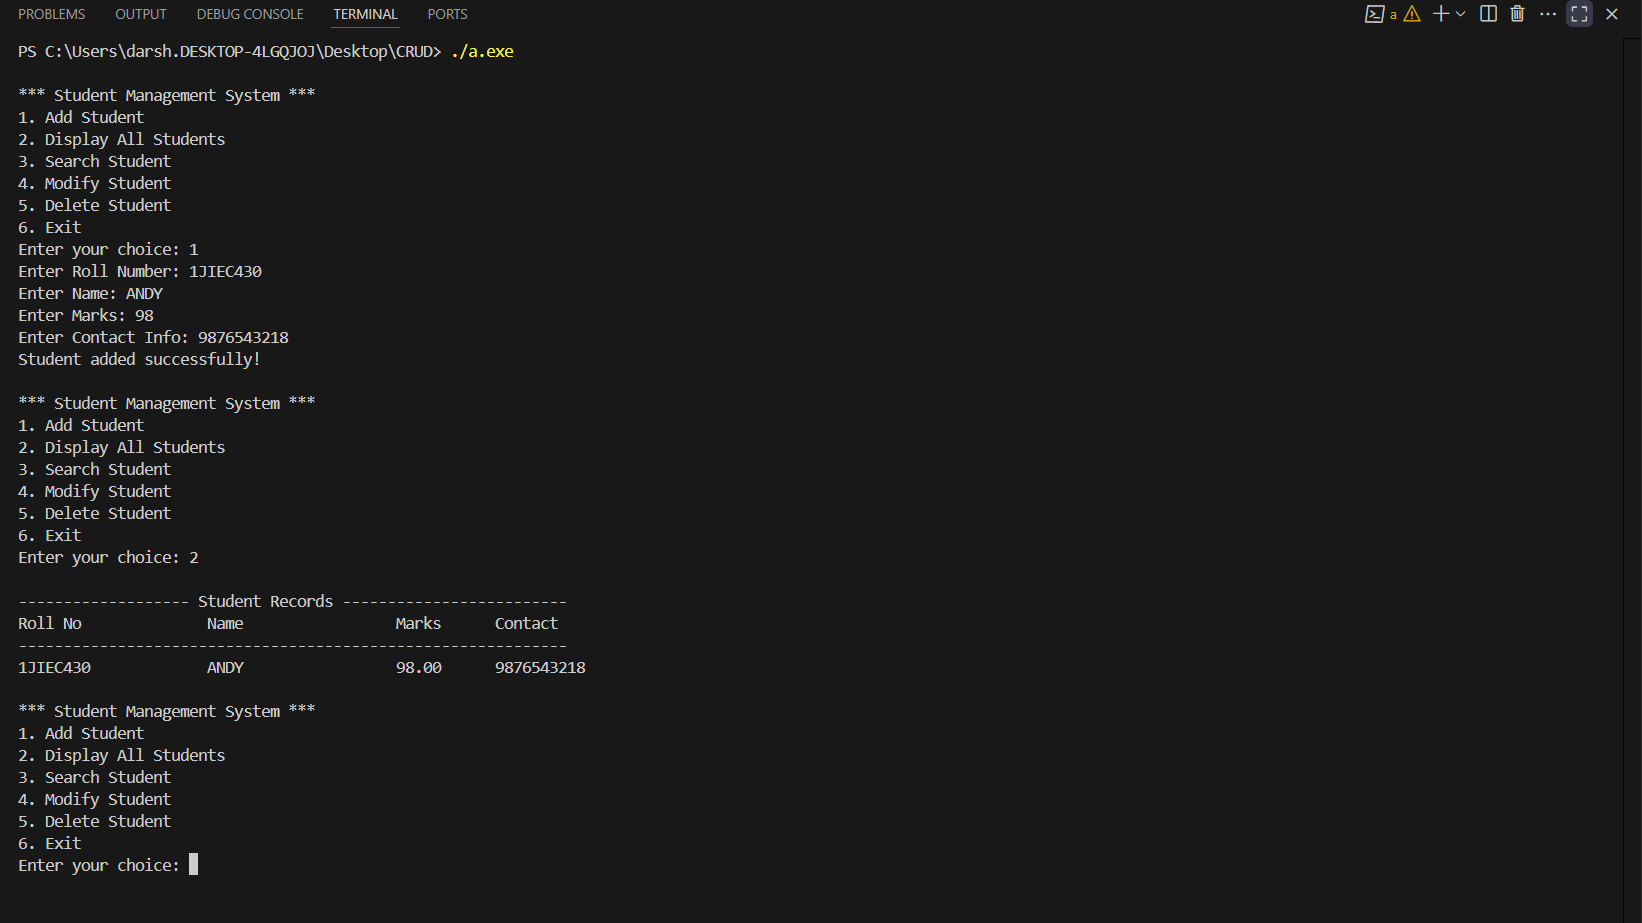 PROBLEMS OUTPUT DEBUG CONSOLE TERMINAL PORTS
a
PS C:\Users\darsh.DESKTOP-4LGQJOJ\Desktop\CRUD> ./a.exe
*** Student Management System ***
1. Add Student
2. Display All Students
3. Search Student
4. Modify Student
5. Delete Student
6. Exit
Enter your choice: 1
Enter Roll Number: 1JIEC430
Enter Name: ANDY
Enter Marks: 98
Enter Contact Info: 9876543218
Student added successfully!
*** Student Management System ***
1. Add Student
2. Display All Students
3. Search Student
4. Modify Student
5. Delete Student
6. Exit
Enter your choice: 2
------------------- Student Records -------------------------
Roll No Name Marks Contact
-------------------------------------------------------------
1JIEC430 ANDY 98.00 9876543218
*** Student Management System ***
1. Add Student
2. Display All Students
3. Search Student
4. Modify Student
5. Delete Student
6. Exit
Enter your choice: